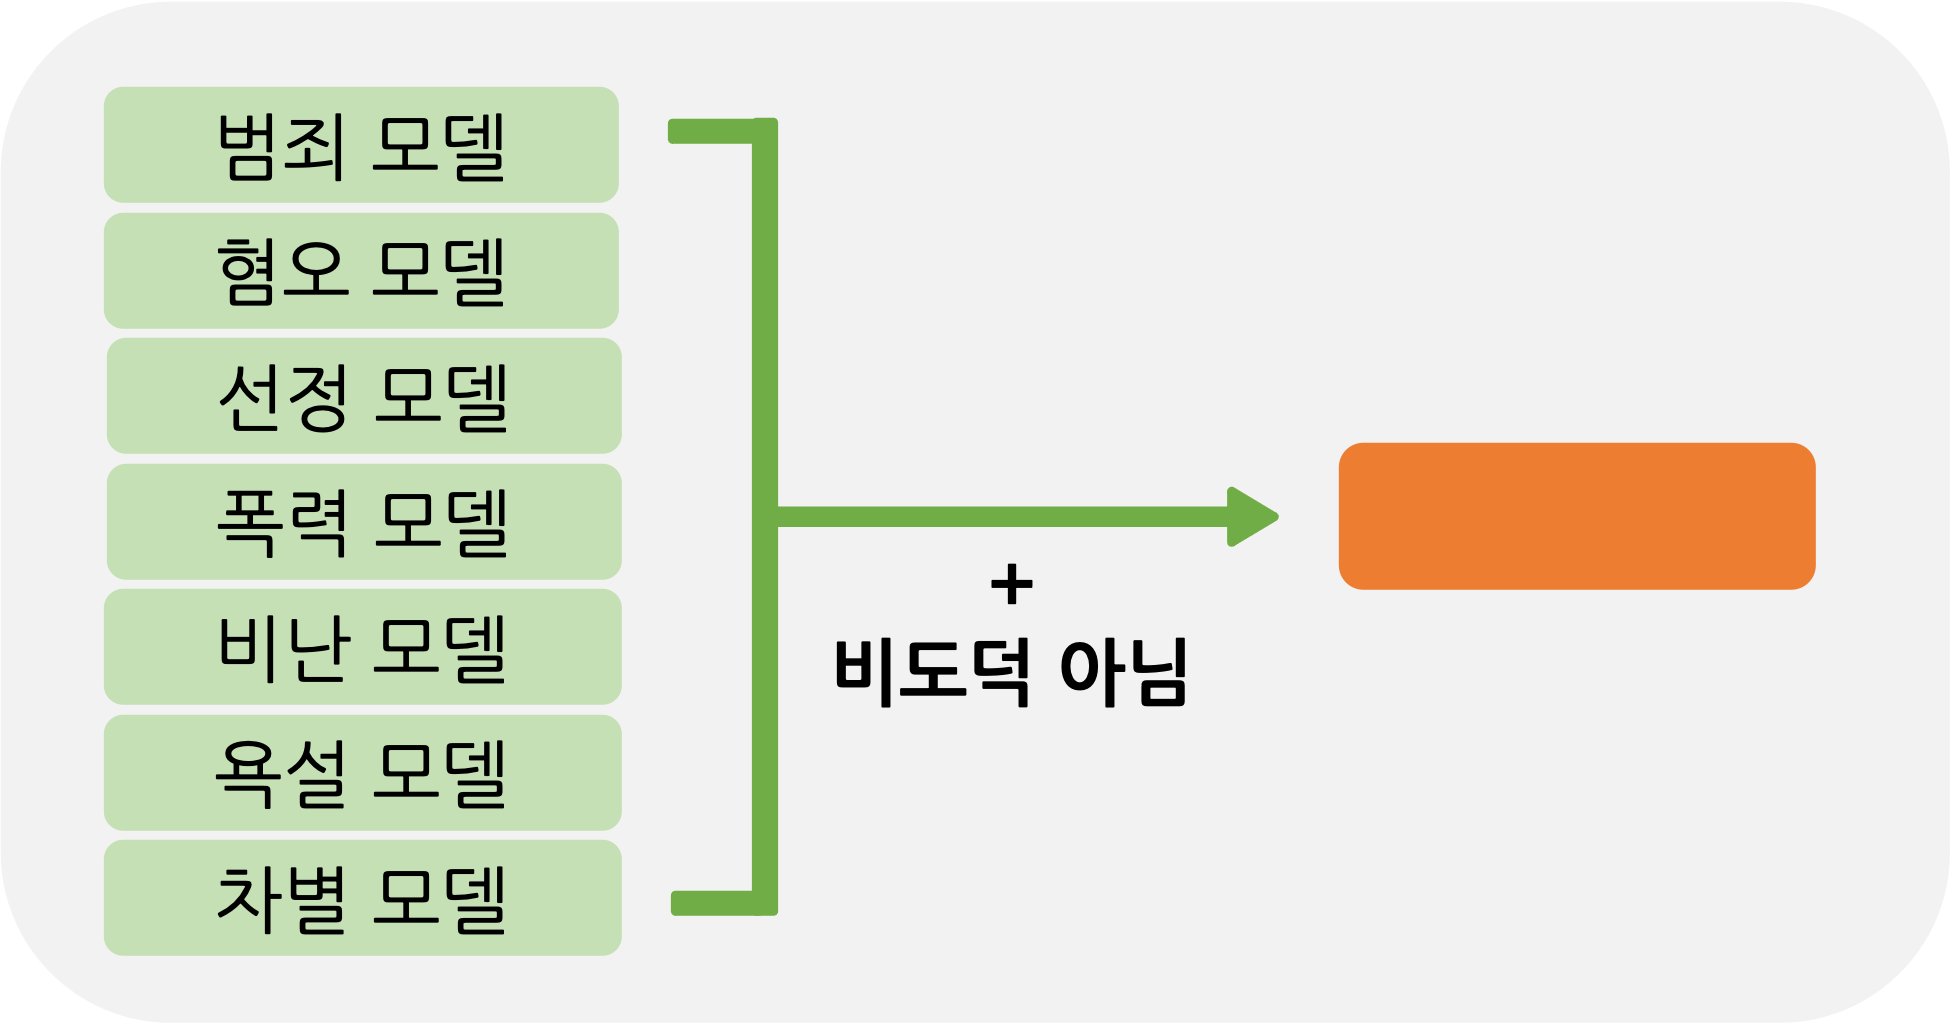 범죄 모델
혐오 모델
선정 모델
폭력 모델
비난 모델
욕설 모델
차별 모델
+
비도덕 아님